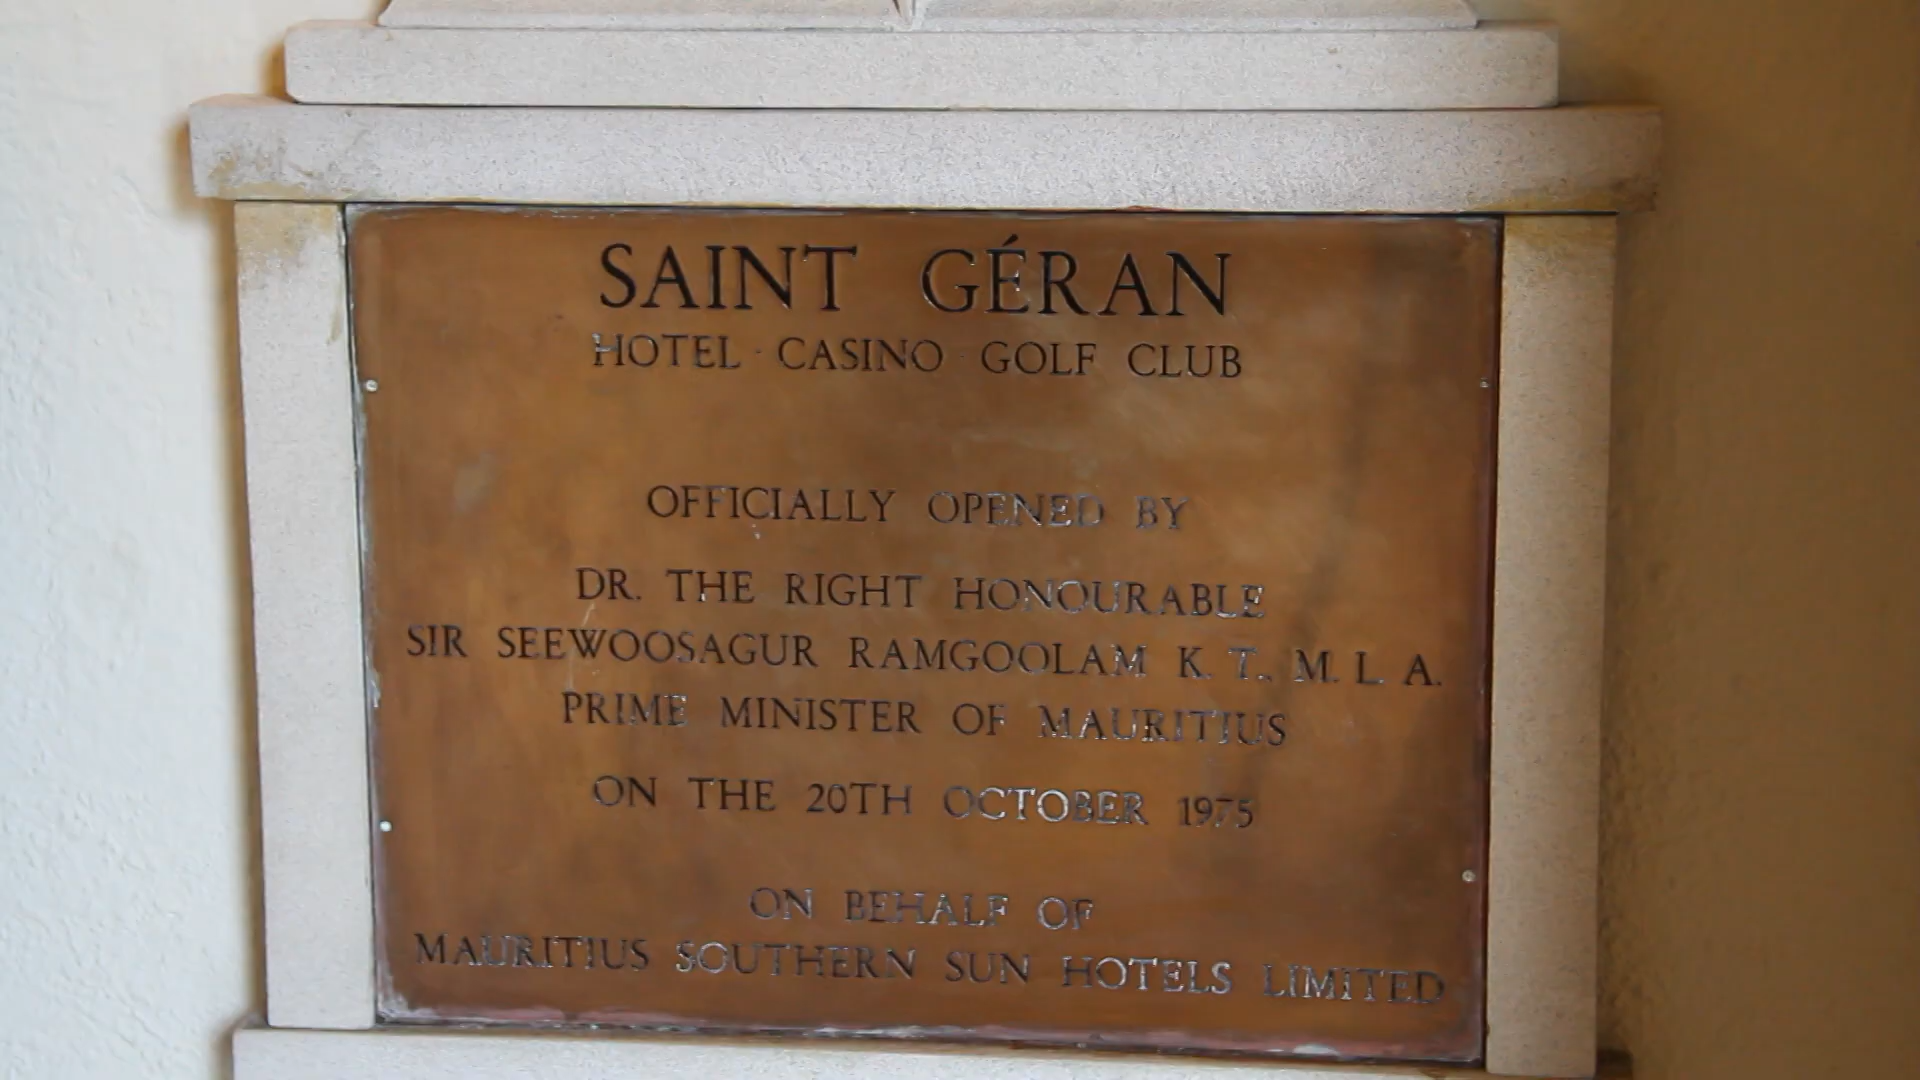 SAINT GÉRAN
HOTEL · CASINO · GOLF CLUB
OFFICIALLY OPENED BY
DR. THE RIGHT HONOURABLE
SIR SEEWOOSAGUR RAMGOOLAM K. T., M. L. A.
PRIME MINISTER OF MAURITIUS
ON THE 20TH OCTOBER 1975
ON BEHALF OF
MAURITIUS SOUTHERN SUN HOTELS LIMITED